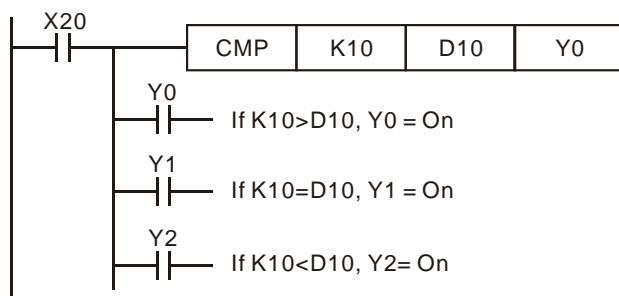 X20
CMP K10 D10 Y0
Y0
If K10>D10, Y0 = On
Y1
If K10=D10, Y1 = On
Y2
If K10<D10, Y2= On